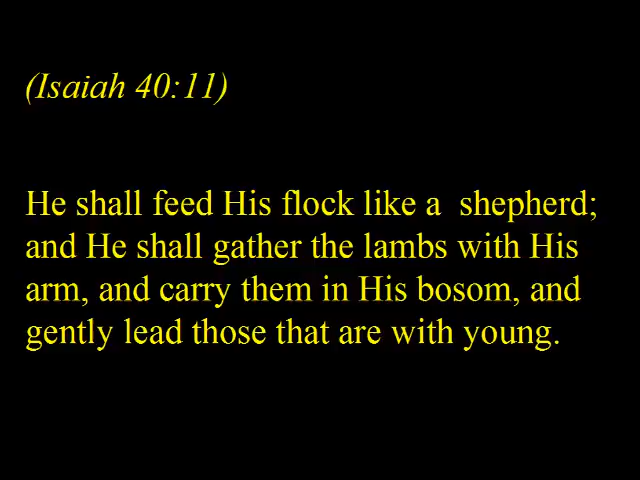 (Isaiah 40:11)
He shall feed His flock like a  shepherd;
and He shall gather the lambs with His
arm, and carry them in His bosom, and
gently lead those that are with young.